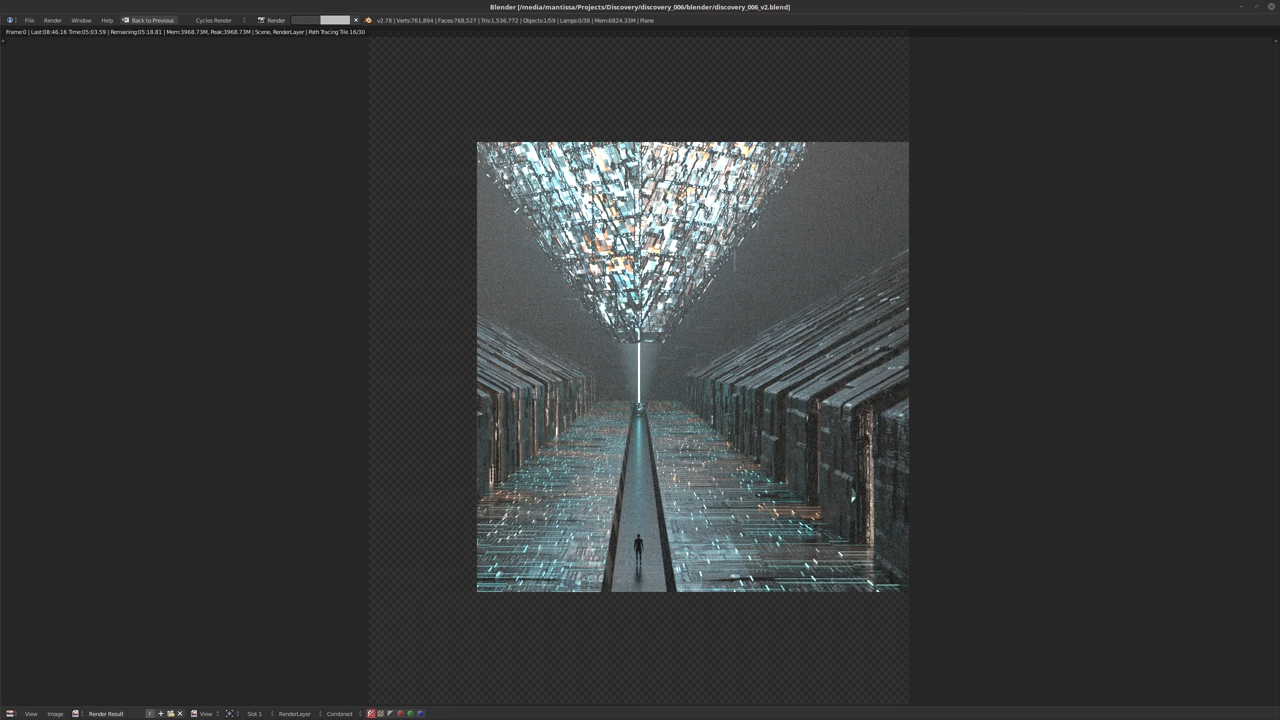 Blender [/media/mantissa/Projects/Discovery/discovery_006/blender/discovery_006_v2.blend]
File Render Window Help Back to Previous Cycles Render Render v2.78 | Verts:761,894 | Faces:768,527 | Tris:1,536,772 | Objects:1/59 | Lamps:0/38 | Mem:6824.33M | Plane
Frame:0 | Last:08:46.16 Time:05:03.59 | Remaining:05:18.81 | Mem:3968.73M, Peak:3968.73M | Scene, RenderLayer | Path Tracing Tile 16/30
View Image Render Result F View Slot 1 RenderLayer Combined